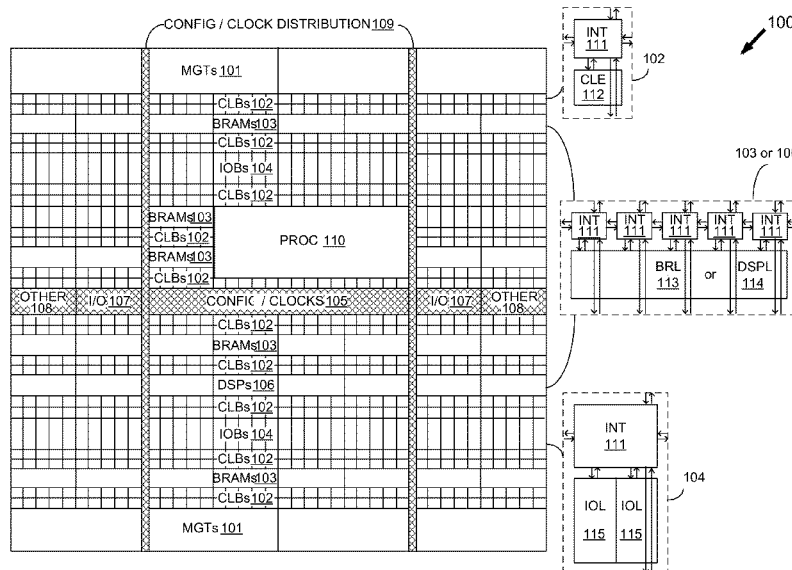 CONFIG / CLOCK DISTRIBUTION 109
100
MGTs 101
CLBs 102
BRAMs 103
CLBs 102
IOBs 104
CLBs 102
BRAMs 103
CLBs 102
PROC 110
BRAMs 103
CLBs 102
OTHER 108
I/O 107
CONFIG / CLOCKS 105
I/O 107
OTHER 108
CLBs 102
BRAMs 103
CLBs 102
DSPs 106
CLBs 102
IOBs 104
CLBs 102
BRAMs 103
CLBs 102
MGTs 101
INT
111
CLE
112
102
103 or 10
INT INT INT INT INT
111 111 111 111 111
BRL or DSPL
113 114
INT
111
IOL IOL
115 115
104